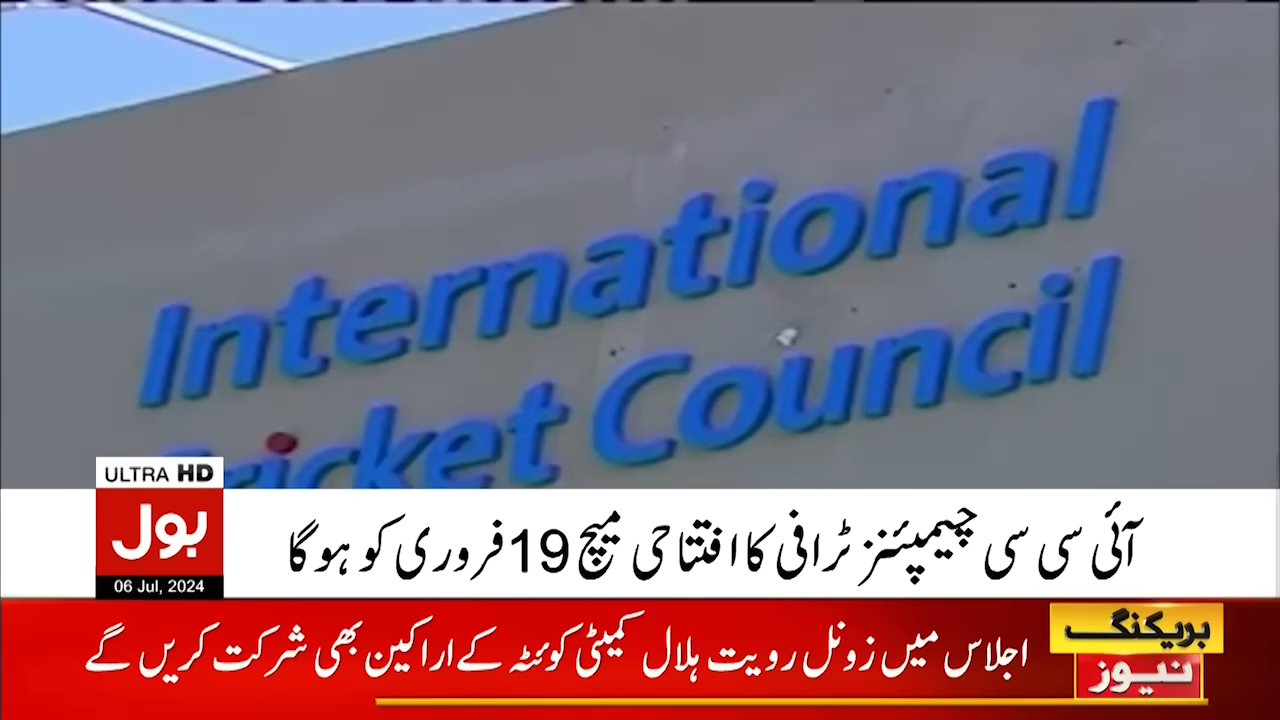 International
Cricket Council
ULTRA HD
بول
06 Jul, 2024
آئی سی سی چیمپئنز ٹرافی کا افتتاحی میچ 19 فروری کو ہوگا
بریکنگ
نیوز
اجلاس میں زونل رویت ہلال کمیٹی کوئٹہ کے اراکین بھی شرکت کریں گے